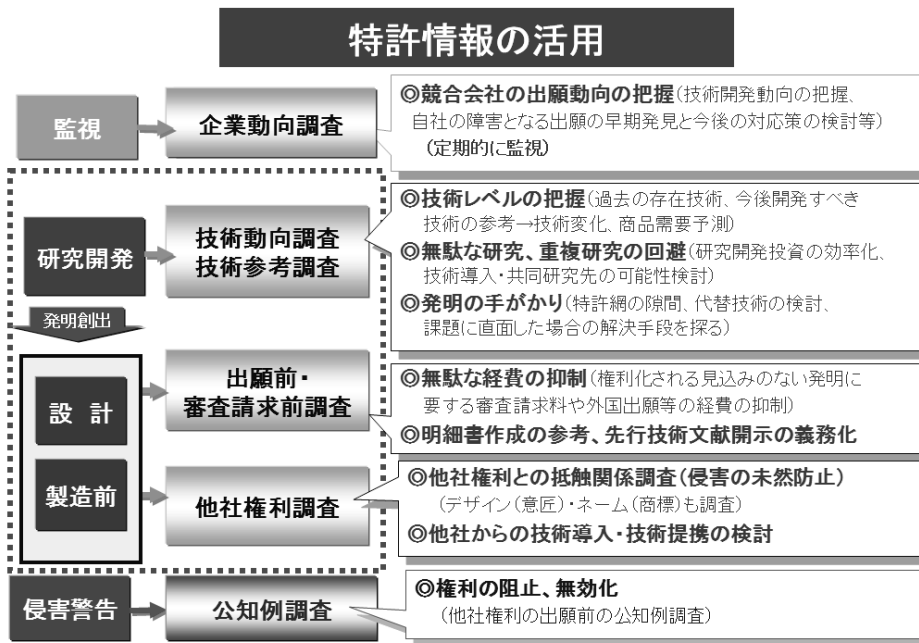 特許情報の活用
監視
企業動向調査
◎競合会社の出願動向の把握(技術開発動向の把握、
自社の障害となる出願の早期発見と今後の対応策の検討等)
(定期的に監視)
研究開発
技術動向調査
技術参考調査
◎技術レベルの把握(過去の存在技術、今後開発すべき
技術の参考→技術変化、商品需要予測)
◎無駄な研究、重複研究の回避(研究開発投資の効率化、
技術導入・共同研究先の可能性検討)
◎発明の手がかり(特許網の隙間、代替技術の検討、
課題に直面した場合の解決手段を探る)
発明創出
設 計
出願前・
審査請求前調査
◎無駄な経費の抑制(権利化される見込みのない発明に
要する審査請求料や外国出願等の経費の抑制)
◎明細書作成の参考、先行技術文献開示の義務化
製造前
他社権利調査
◎他社権利との抵触関係調査(侵害の未然防止)
(デザイン(意匠)・ネーム(商標)も調査)
◎他社からの技術導入・技術提携の検討
侵害警告
公知例調査
◎権利の阻止、無効化
(他社権利の出願前の公知例調査)